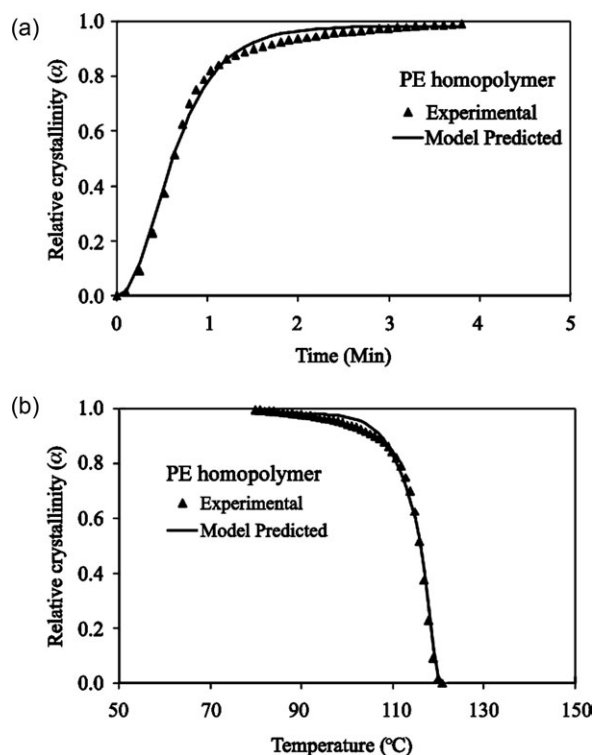 (a)
1.0
0.8
0.6
0.4
0.2
0.0
Relative crystallinity (α)
PE homopolymer
Experimental
Model Predicted
0 1 2 3 4 5
Time (Min)
(b)
1.0
0.8
0.6
0.4
0.2
0.0
Relative crystallinity (α)
PE homopolymer
Experimental
Model Predicted
50 70 90 110 130 150
Temperature (°C)